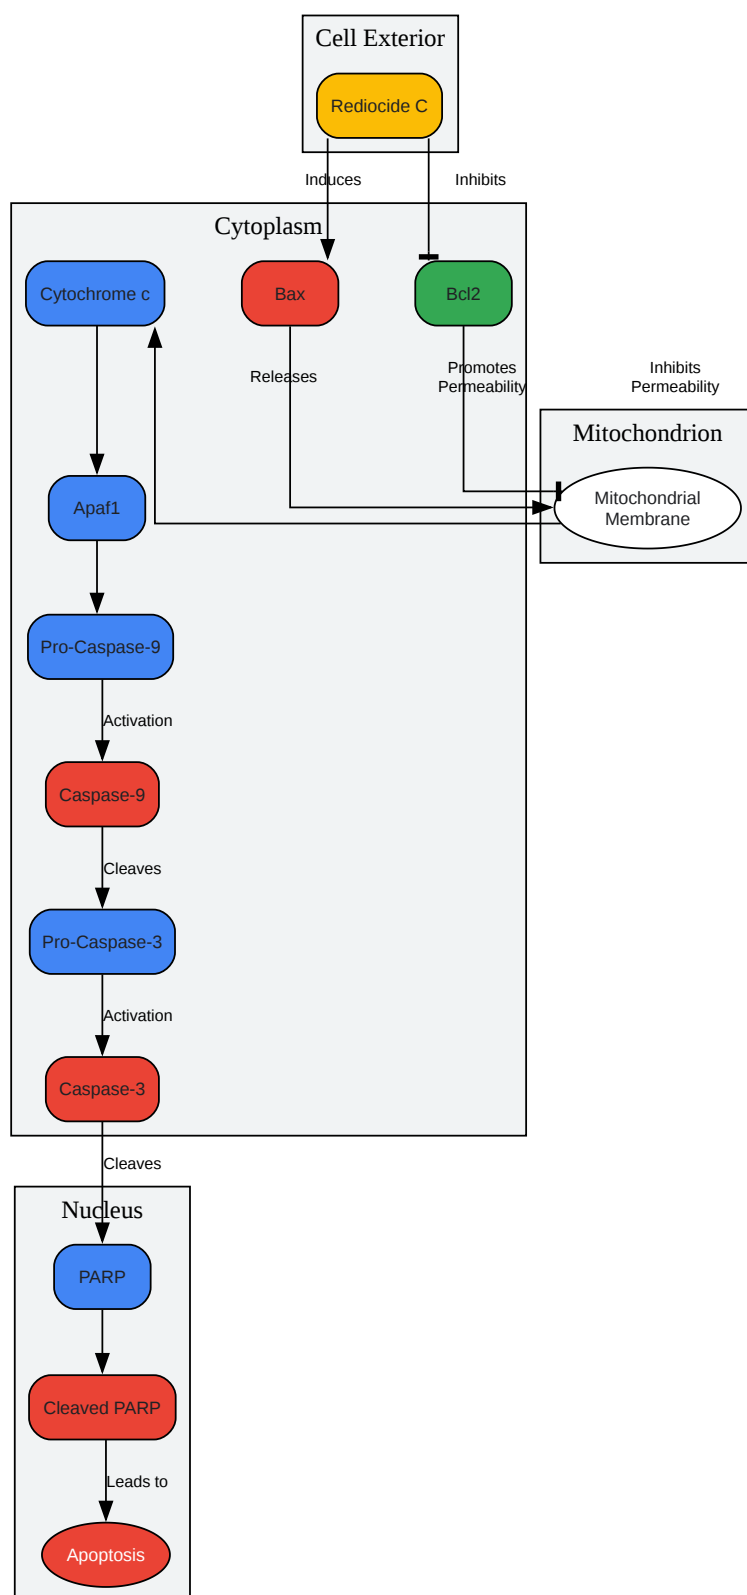 Cell Exterior
Rediocide C
Induces
Inhibits
Cytoplasm
Cytochrome c
Bax
Bcl2
Releases
Promotes
Permeability
Inhibits
Permeability
Mitochondrion
Mitochondrial
Membrane
Apaf1
Pro-Caspase-9
Activation
Caspase-9
Cleaves
Pro-Caspase-3
Activation
Caspase-3
Cleaves
Nucleus
PARP
Cleaved PARP
Leads to
Apoptosis